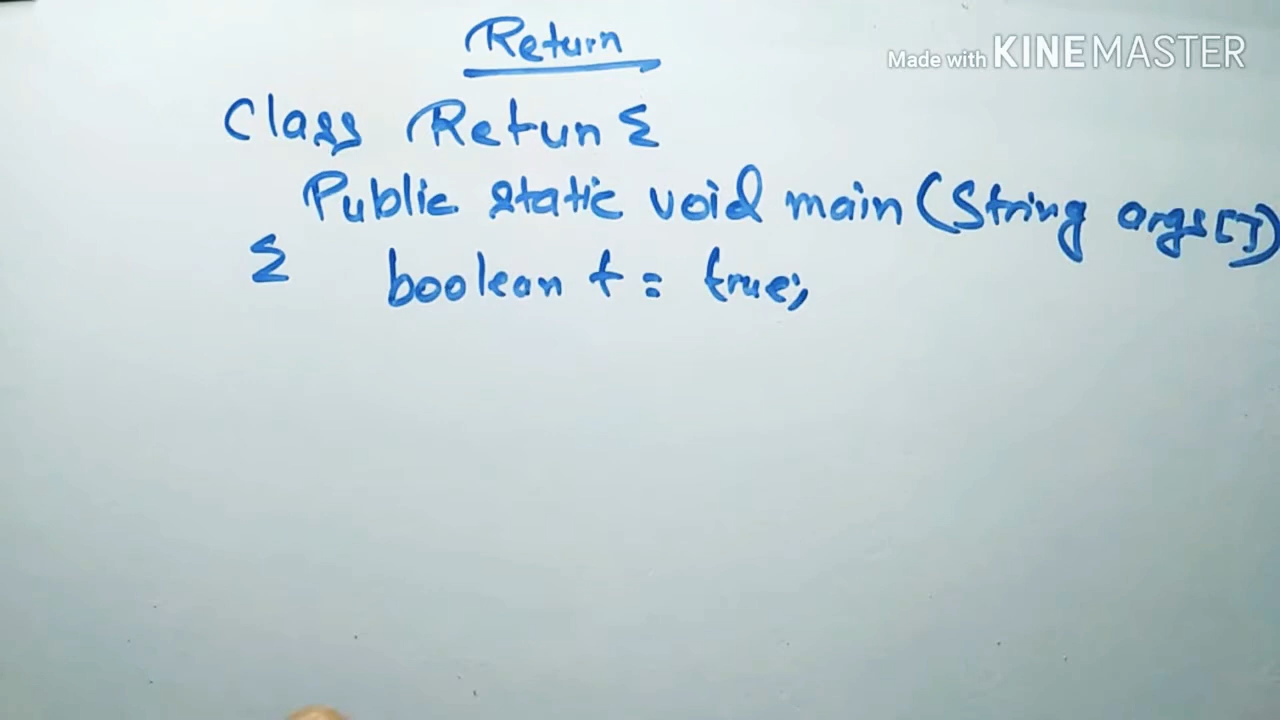 Return
Made with KINEMASTER
Class Retun {
Public static void main (String args[])
{ boolean t = true;